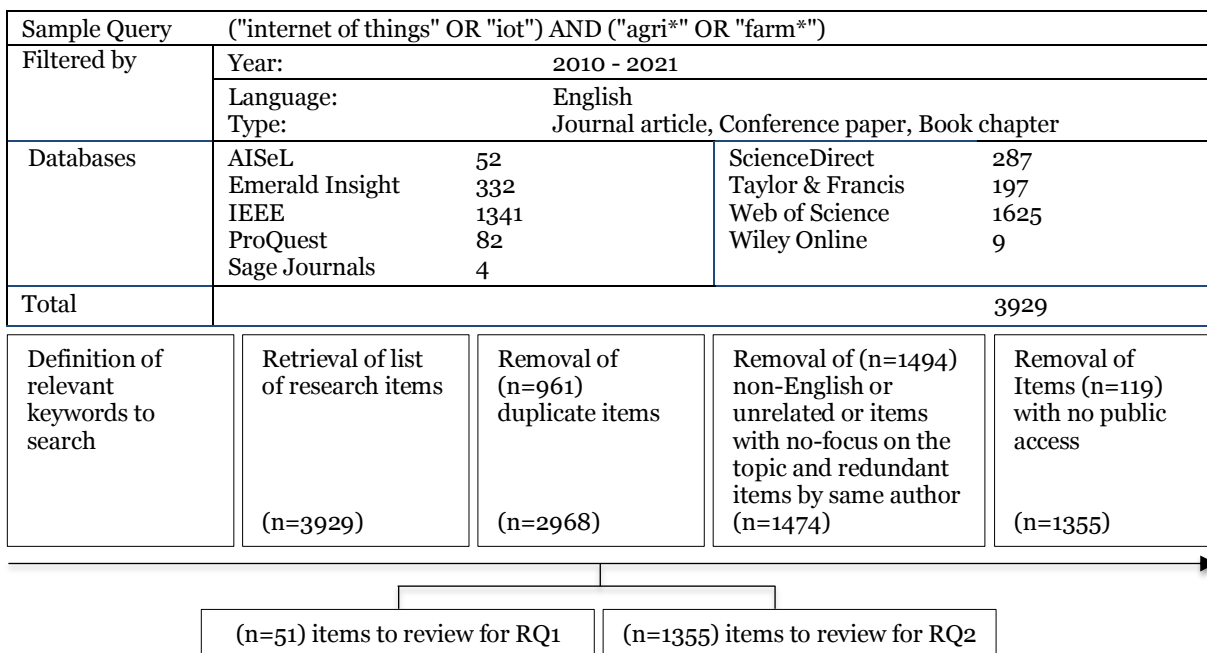 Sample Query ("internet of things" OR "iot") AND ("agri*" OR "farm*")
Filtered by Year: 2010 - 2021
Language: English
Type: Journal article, Conference paper, Book chapter
Databases AISeL 52 ScienceDirect 287
Emerald Insight 332 Taylor & Francis 197
IEEE 1341 Web of Science 1625
ProQuest 82 Wiley Online 9
Sage Journals 4
Total 3929
Definition of
relevant
keywords to
search
Retrieval of list
of research items
(n=3929)
Removal of
(n=961)
duplicate items
(n=2968)
Removal of (n=1494)
non-English or
unrelated or items
with no-focus on the
topic and redundant
items by same author
(n=1474)
Removal of
Items (n=119)
with no public
access
(n=1355)
(n=51) items to review for RQ1
(n=1355) items to review for RQ2